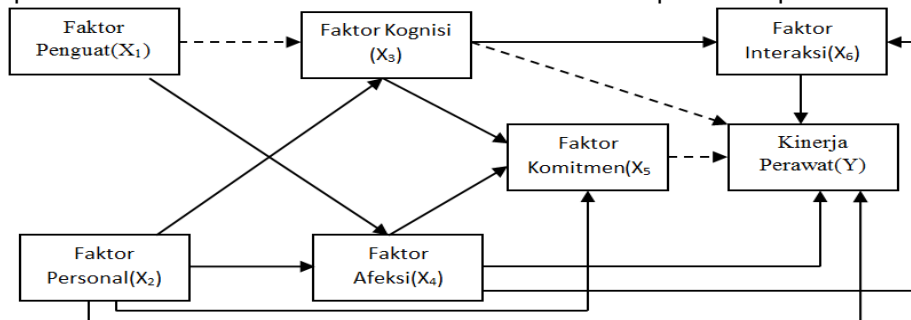 Faktor
Penguat(X₁)
Faktor Kognisi
(X₃)
Faktor
Interaksi(X₆)
Faktor
Komitmen(X₅
Kinerja
Perawat(Y)
Faktor
Personal(X₂)
Faktor
Afeksi(X₄)